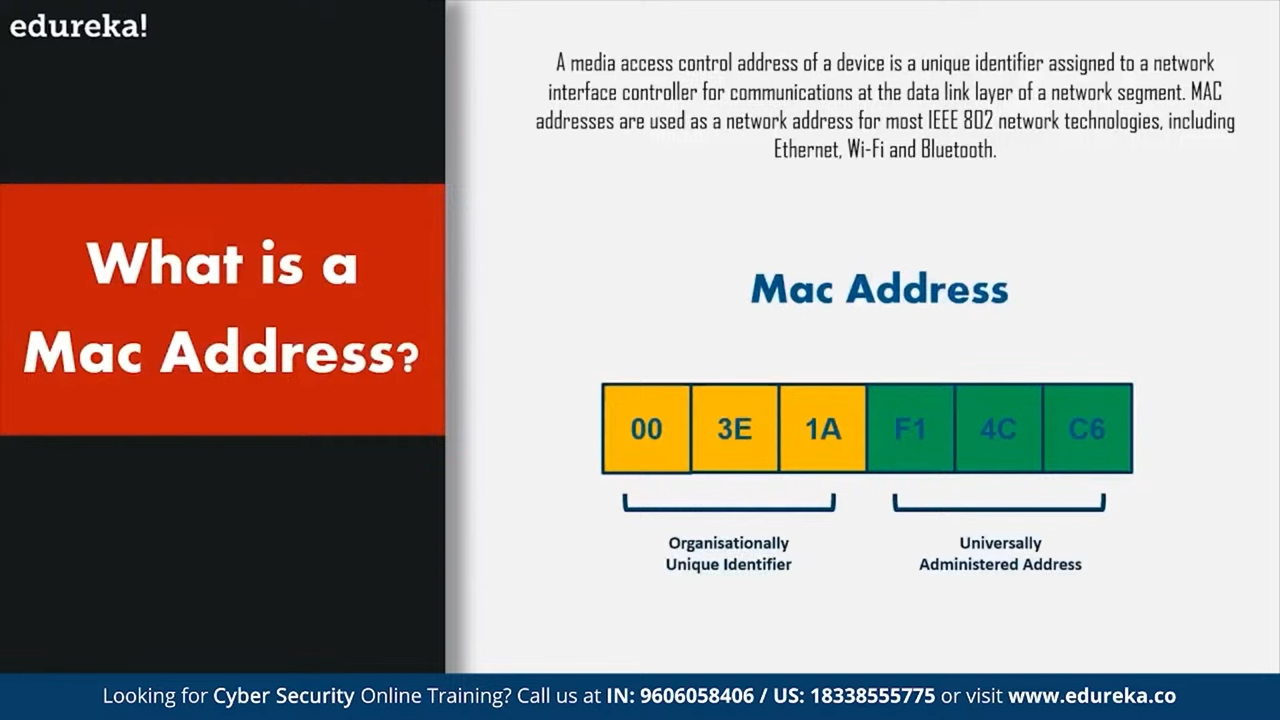 edureka!
A media access control address of a device is a unique identifier assigned to a network
interface controller for communications at the data link layer of a network segment. MAC
addresses are used as a network address for most IEEE 802 network technologies, including
Ethernet, Wi-Fi and Bluetooth.
What is a
Mac Address?
Mac Address
00 3E 1A F1 4C C6
Organisationally
Unique Identifier
Universally
Administered Address
Looking for Cyber Security Online Training? Call us at IN: 9606058406 / US: 18338555775 or visit www.edureka.co